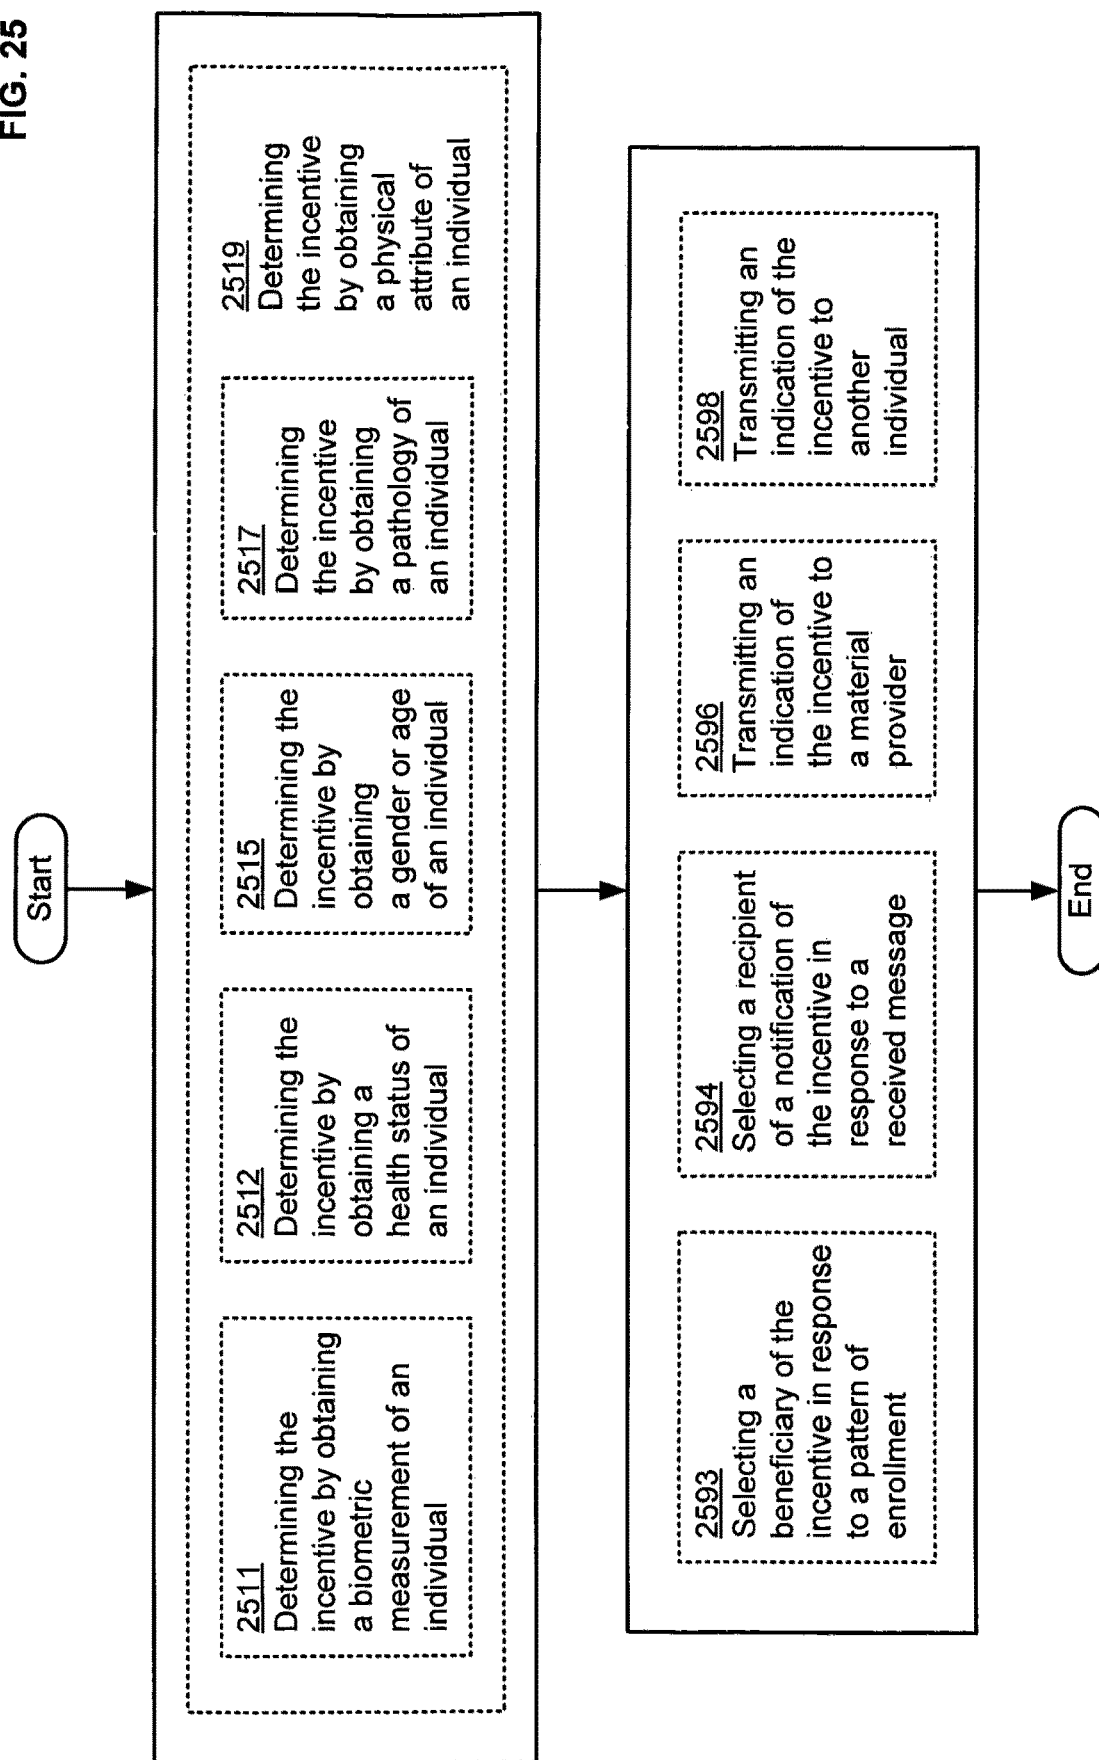 FIG. 25
Start
2511
Determining the
incentive by obtaining
a biometric
measurement of an
individual
2512
Determining the
incentive by
obtaining a
health status of
an individual
2515
Determining the
incentive by
obtaining
a gender or age
of an individual
2517
Determining
the incentive
by obtaining
a pathology of
an individual
2519
Determining
the incentive
by obtaining
a physical
attribute of
an individual
2593
Selecting a
beneficiary of the
incentive in response
to a pattern of
enrollment
2594
Selecting a recipient
of a notification of
the incentive in
response to a
received message
2596
Transmitting an
indication of
the incentive to
a material
provider
2598
Transmitting an
indication of the
incentive to
another
individual
End